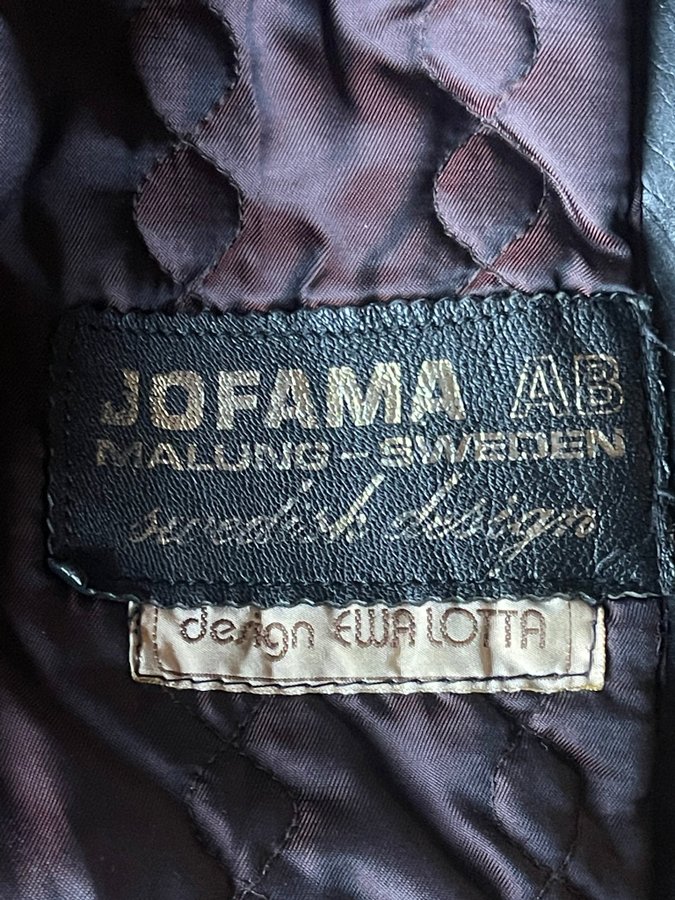 JOFAMA AB
MALUNG - SWEDEN
swedish design
design EWA LOTTA